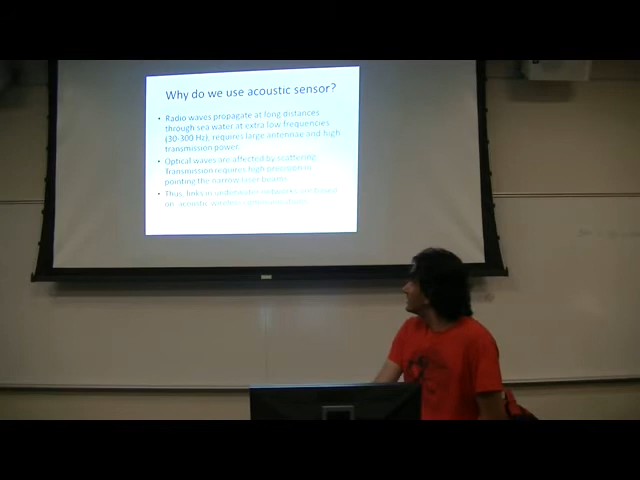 Why do we use acoustic sensor?
• Radio waves propagate at long distances
through sea water at extra low frequencies
(30-300 Hz), requires large antennae and high
transmission power.
• Optical waves are affected by scattering.
Transmission requires high precision in
pointing the narrow laser beams
• Thus, links in underwater networks are based
on acoustic wireless